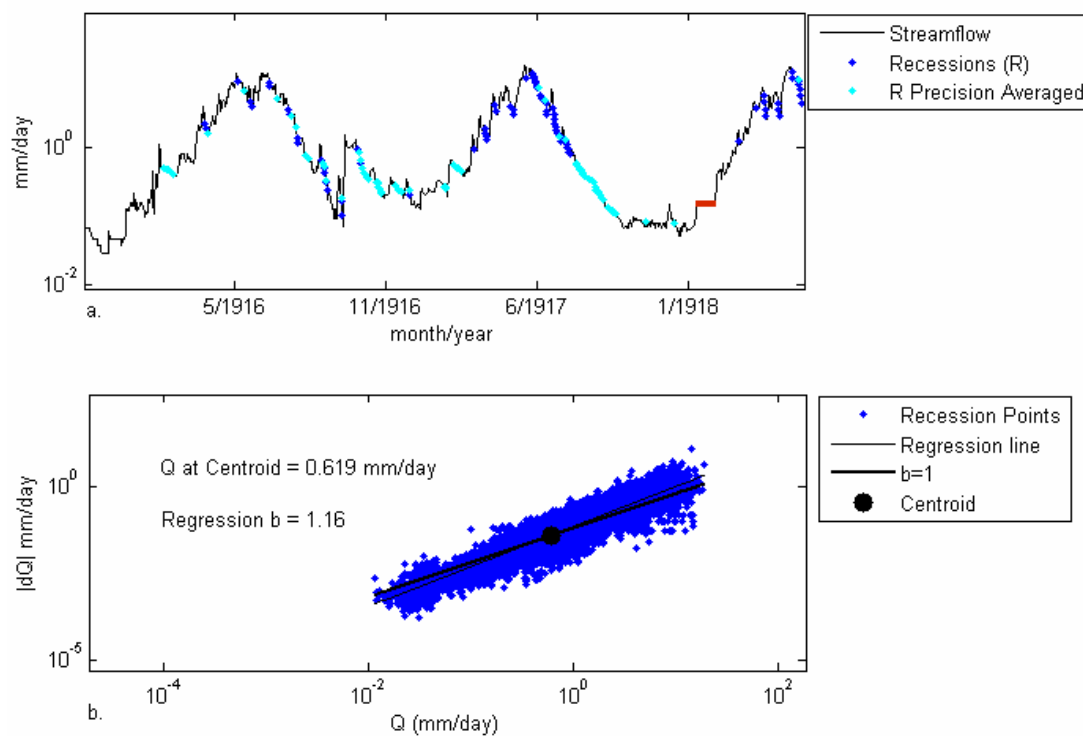 Streamflow
Recessions (R)
R Precision Averaged
mm/day
10^0
10^-2
5/1916
11/1916
6/1917
1/1918
a.
month/year
Recession Points
Regression line
b=1
Centroid
Q at Centroid = 0.619 mm/day
Regression b = 1.16
|dQ| mm/day
10^0
10^-5
10^-4
10^-2
10^0
10^2
b.
Q (mm/day)